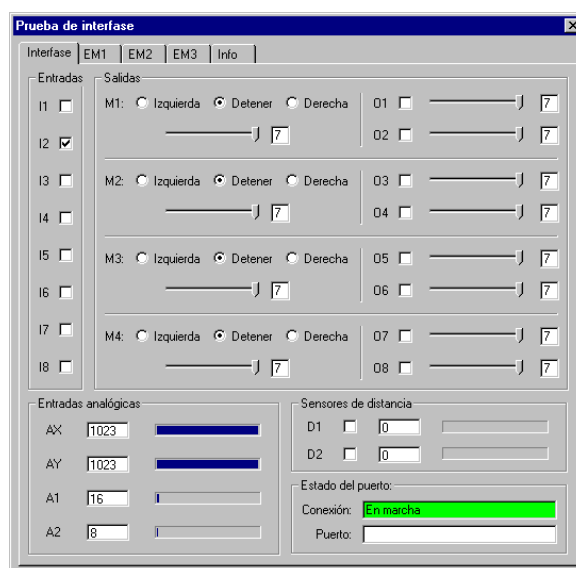 Prueba de interfase
Interfase EM1 EM2 EM3 Info
Entradas Salidas
I1 M1: Izquierda Detener Derecha O1 7
I2 7 O2 7
I3 M2: Izquierda Detener Derecha O3 7
I4 7 O4 7
I5 M3: Izquierda Detener Derecha O5 7
I6 7 O6 7
I7 M4: Izquierda Detener Derecha O7 7
I8 7 O8 7
Entradas analógicas Sensores de distancia
AX 1023 D1 0
AY 1023 D2 0
A1 16 Estado del puerto:
Conexión: En marcha
A2 8 Puerto: